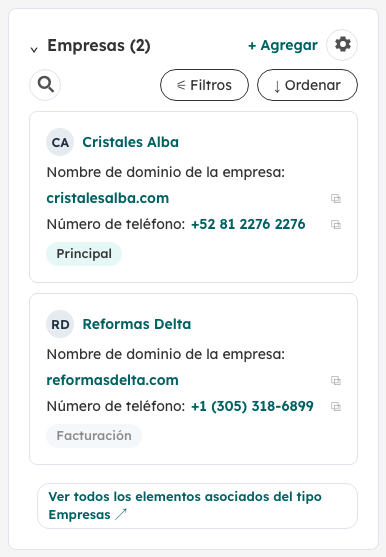 Empresas (2)
+ Agregar
Filtros
↓ Ordenar
CA Cristales Alba
Nombre de dominio de la empresa:
cristalesalba.com
Número de teléfono: +52 81 2276 2276
Principal
RD Reformas Delta
Nombre de dominio de la empresa:
reformasdelta.com
Número de teléfono: +1 (305) 318-6899
Facturación
Ver todos los elementos asociados del tipo
Empresas ↗